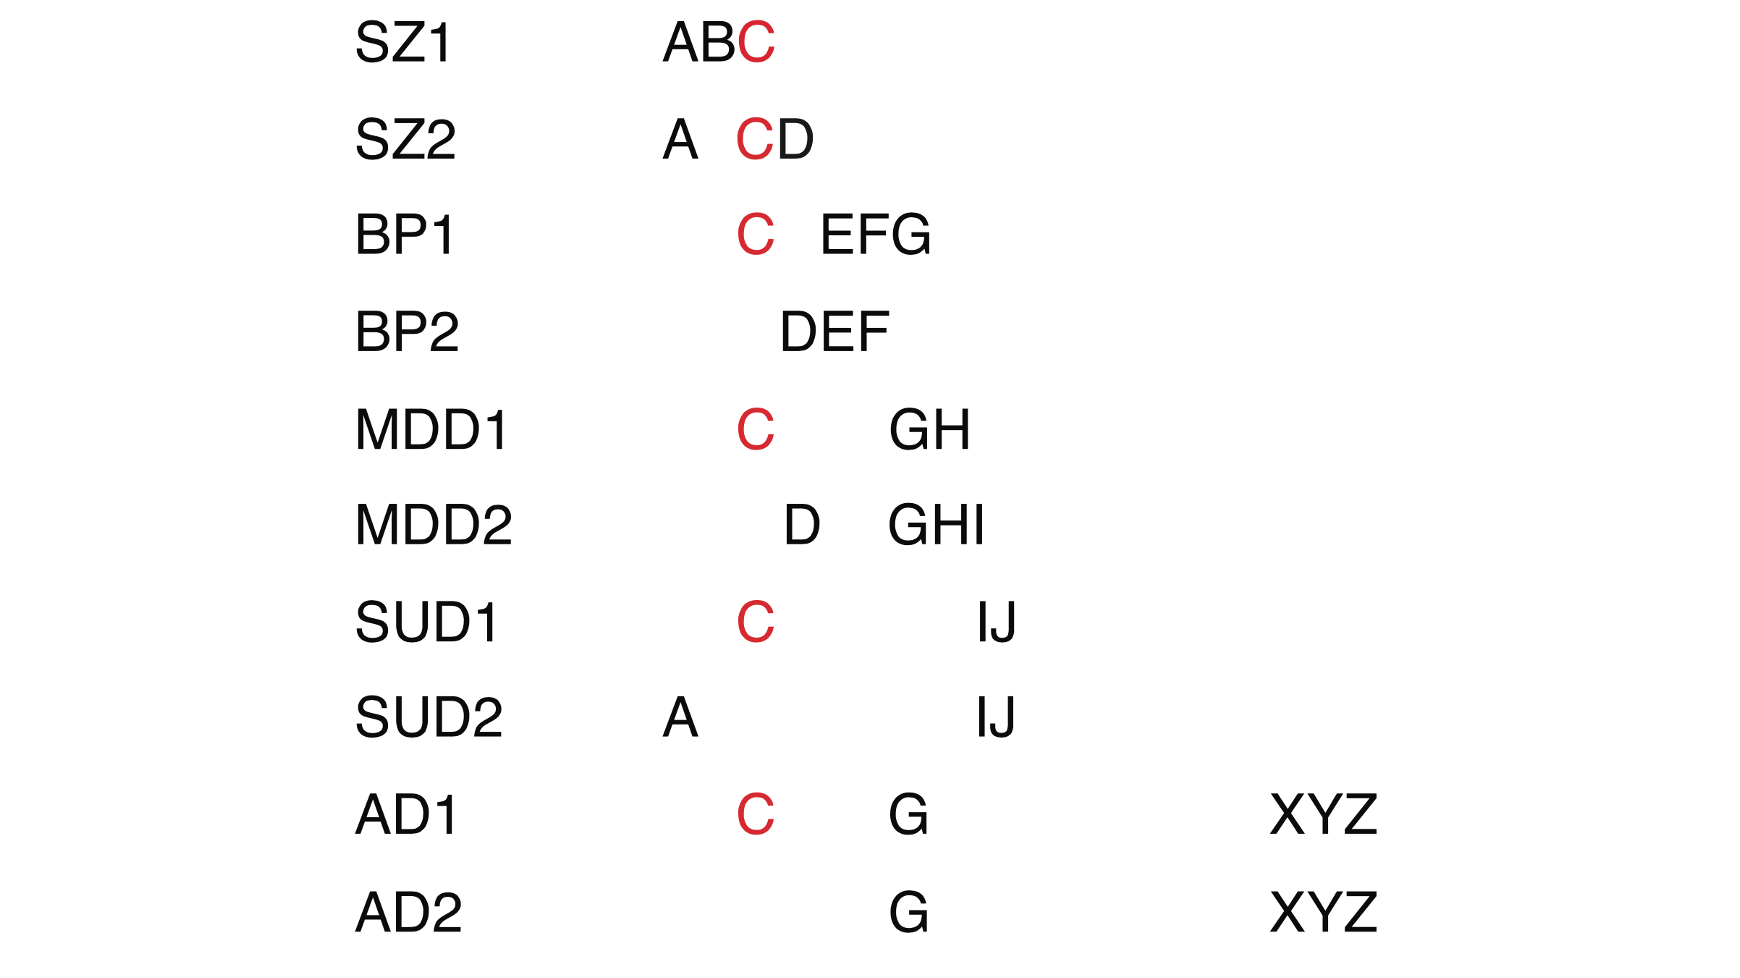 SZ1 ABC
SZ2 A CD
BP1 C EFG
BP2 DEF
MDD1 C GH
MDD2 D GHI
SUD1 C IJ
SUD2 A IJ
AD1 C G XYZ
AD2 G XYZ